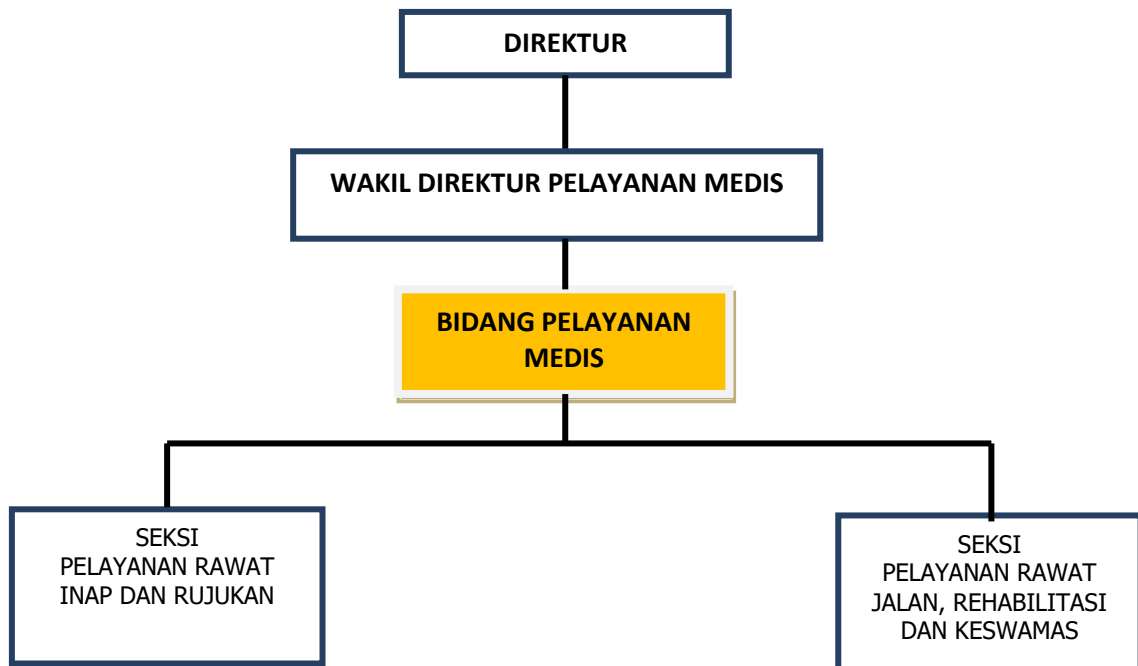 DIREKTUR
WAKIL DIREKTUR PELAYANAN MEDIS
BIDANG PELAYANAN
MEDIS
SEKSI
PELAYANAN RAWAT
INAP DAN RUJUKAN
SEKSI
PELAYANAN RAWAT
JALAN, REHABILITASI
DAN KESWAMAS